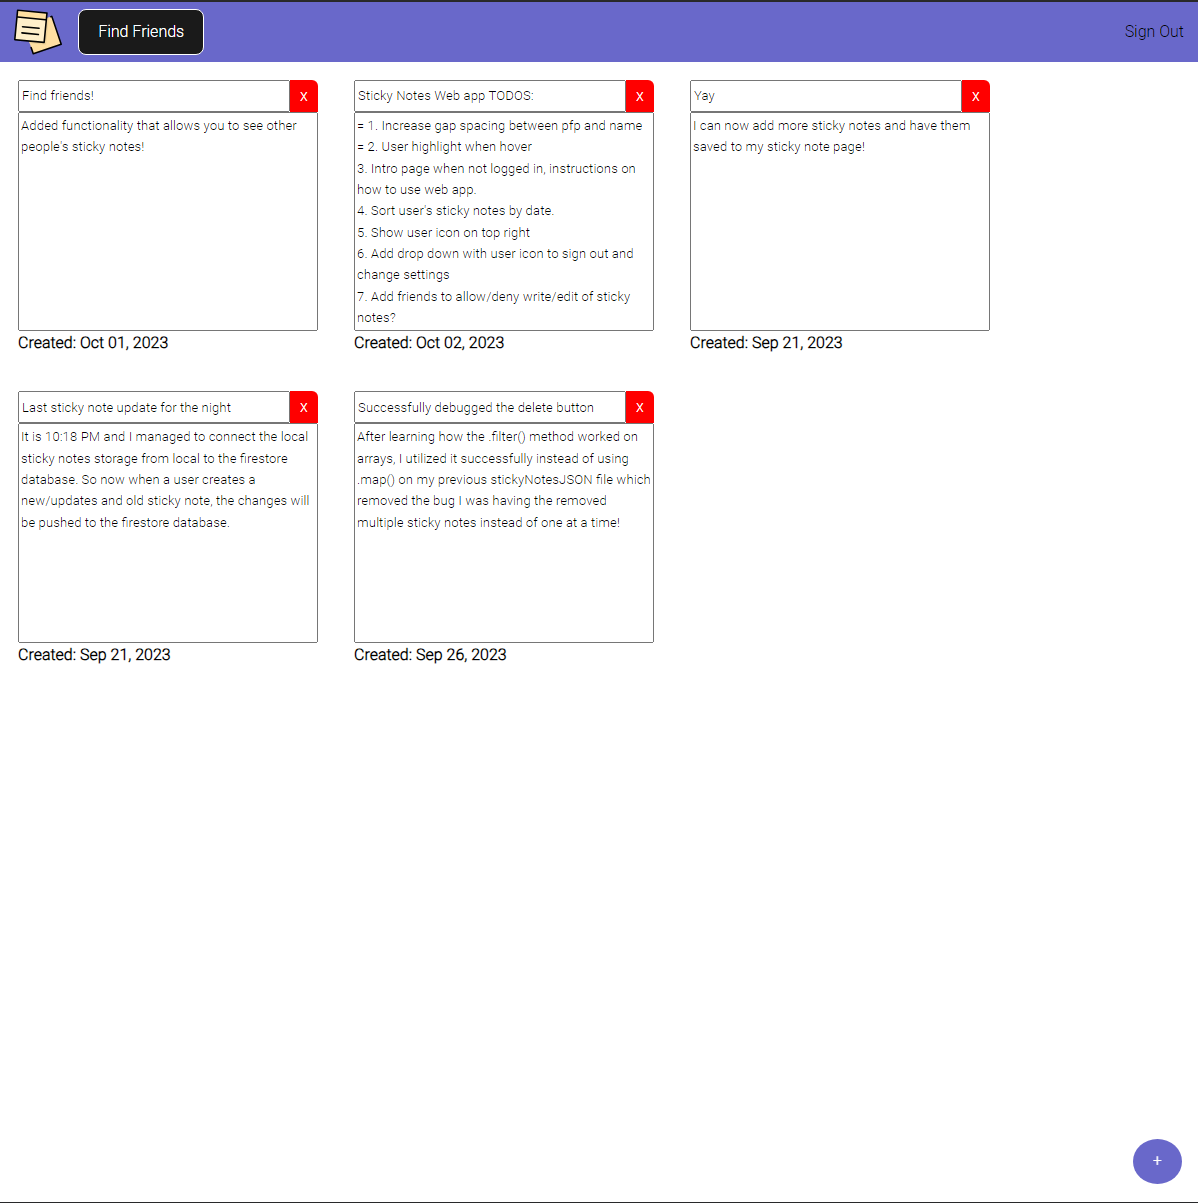 Find Friends
Sign Out
Find friends!
X
Added functionality that allows you to see other
people's sticky notes!
Created: Oct 01, 2023
Sticky Notes Web app TODOS:
X
= 1. Increase gap spacing between pfp and name
= 2. User highlight when hover
3. Intro page when not logged in, instructions on
how to use web app.
4. Sort user's sticky notes by date.
5. Show user icon on top right
6. Add drop down with user icon to sign out and
change settings
7. Add friends to allow/deny write/edit of sticky
notes?
Created: Oct 02, 2023
Yay
X
I can now add more sticky notes and have them
saved to my sticky note page!
Created: Sep 21, 2023
Last sticky note update for the night
X
It is 10:18 PM and I managed to connect the local
sticky notes storage from local to the firestore
database. So now when a user creates a
new/updates and old sticky note, the changes will
be pushed to the firestore database.
Created: Sep 21, 2023
Successfully debugged the delete button
X
After learning how the .filter() method worked on
arrays, I utilized it successfully instead of using
.map() on my previous stickyNotesJSON file which
removed the bug I was having the removed
multiple sticky notes instead of one at a time!
Created: Sep 26, 2023
+